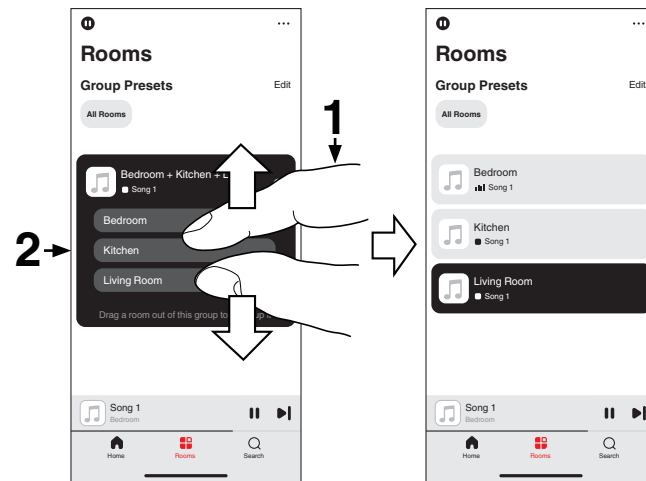 Rooms
Group Presets Edit
All Rooms
1
Bedroom + Kitchen +
Song 1
Bedroom
2
Kitchen
Living Room
Drag a room out of this group to
Song 1
Bedroom
Home Rooms Search
Rooms
Group Presets Edit
All Rooms
Bedroom
Song 1
Kitchen
Song 1
Living Room
Song 1
Song 1
Bedroom
Home Rooms Search